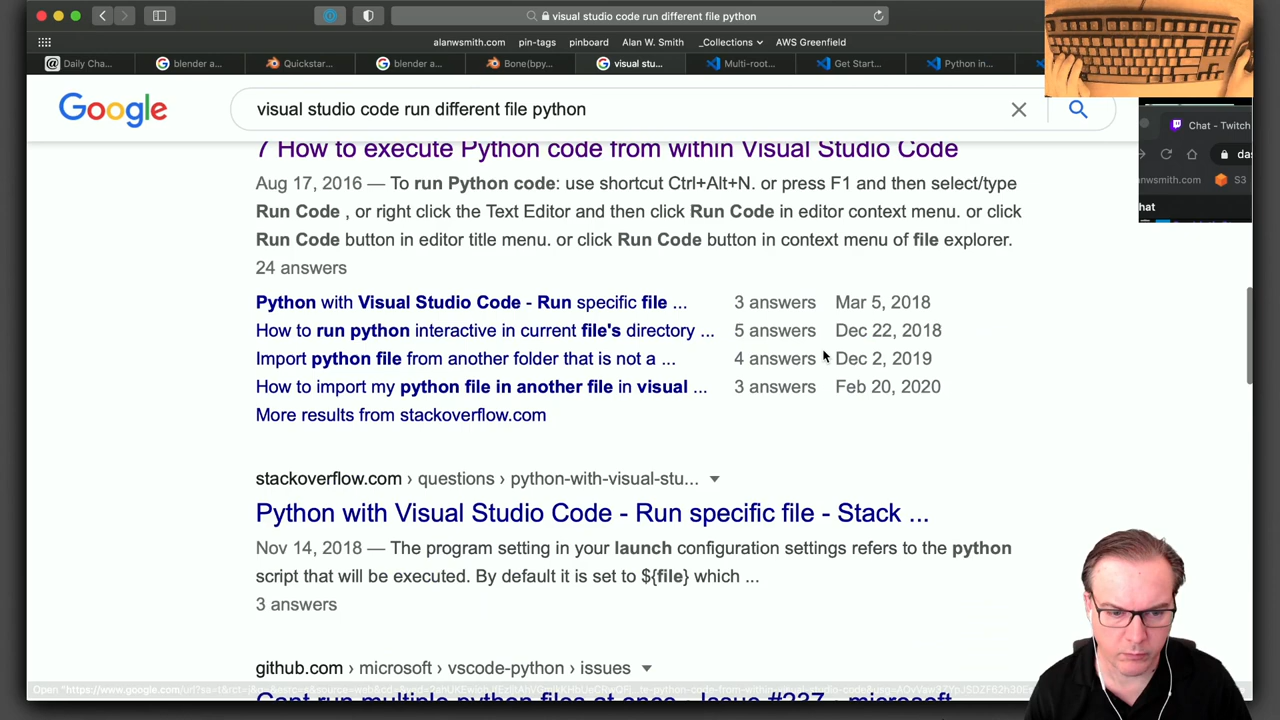 visual studio code run different file python
alanwsmith.com pin-tags pinboard Alan W. Smith _Collections AWS Greenfield
Daily Cha... blender a... Quickstar... blender a... Bone(bpy... visual stu... Multi-root... Get Start... Python in...
Google
visual studio code run different file python
Chat - Twitch
das
anwsmith.com S3
hat
7 How to execute Python code from within Visual Studio Code
Aug 17, 2016 — To run Python code: use shortcut Ctrl+Alt+N. or press F1 and then select/type
Run Code , or right click the Text Editor and then click Run Code in editor context menu. or click
Run Code button in editor title menu. or click Run Code button in context menu of file explorer.
24 answers
Python with Visual Studio Code - Run specific file ... 3 answers Mar 5, 2018
How to run python interactive in current file's directory ... 5 answers Dec 22, 2018
Import python file from another folder that is not a ... 4 answers Dec 2, 2019
How to import my python file in another file in visual ... 3 answers Feb 20, 2020
More results from stackoverflow.com
stackoverflow.com › questions › python-with-visual-stu...
Python with Visual Studio Code - Run specific file - Stack ...
Nov 14, 2018 — The program setting in your launch configuration settings refers to the python
script that will be executed. By default it is set to ${file} which ...
3 answers
github.com › microsoft › vscode-python › issues